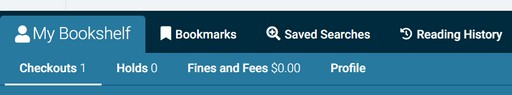 My Bookshelf Bookmarks Saved Searches Reading History
Checkouts 1 Holds 0 Fines and Fees $0.00 Profile